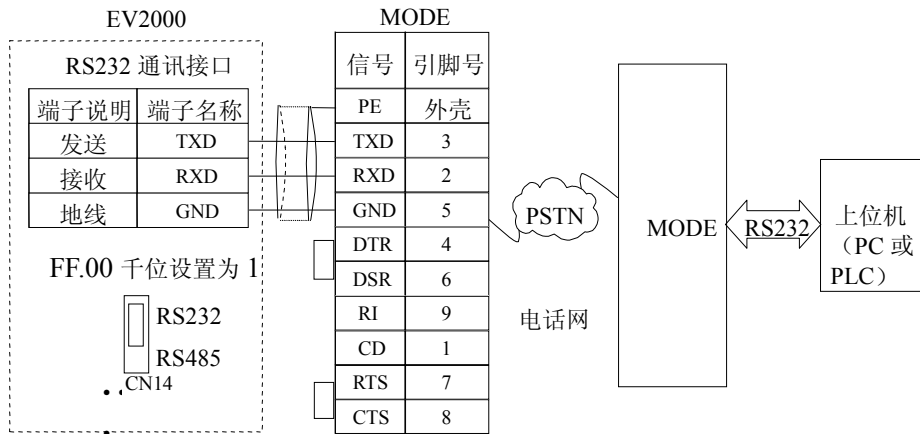 EV2000
RS232 通讯接口
端子说明 端子名称
发送 TXD
接收 RXD
地线 GND
FF.00 千位设置为 1
RS232
RS485
CN14
MODE
信号 引脚号
PE 外壳
TXD 3
RXD 2
GND 5
DTR 4
DSR 6
RI 9
CD 1
RTS 7
CTS 8
PSTN
电话网
MODE
RS232
上位机
（PC 或
PLC）